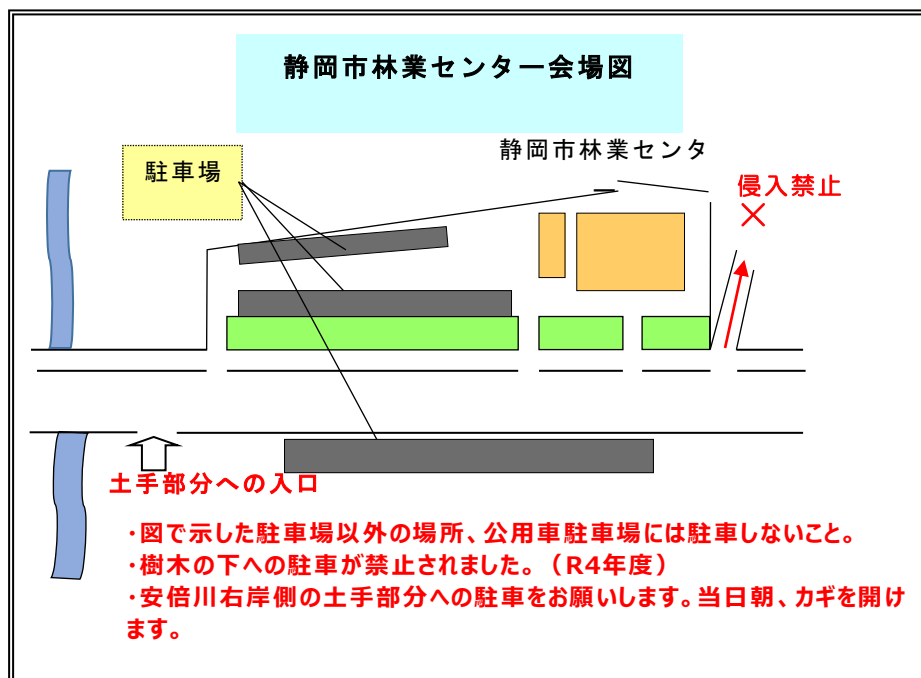 静岡市林業センター会場図
静岡市林業センタ
駐車場
侵入禁止
×
土手部分への入口
・図で示した駐車場以外の場所、公用車駐車場には駐車しないこと。
・樹木の下への駐車が禁止されました。（R4年度）
・安倍川右岸側の土手部分への駐車をお願いします。当日朝、カギを開け
ます。